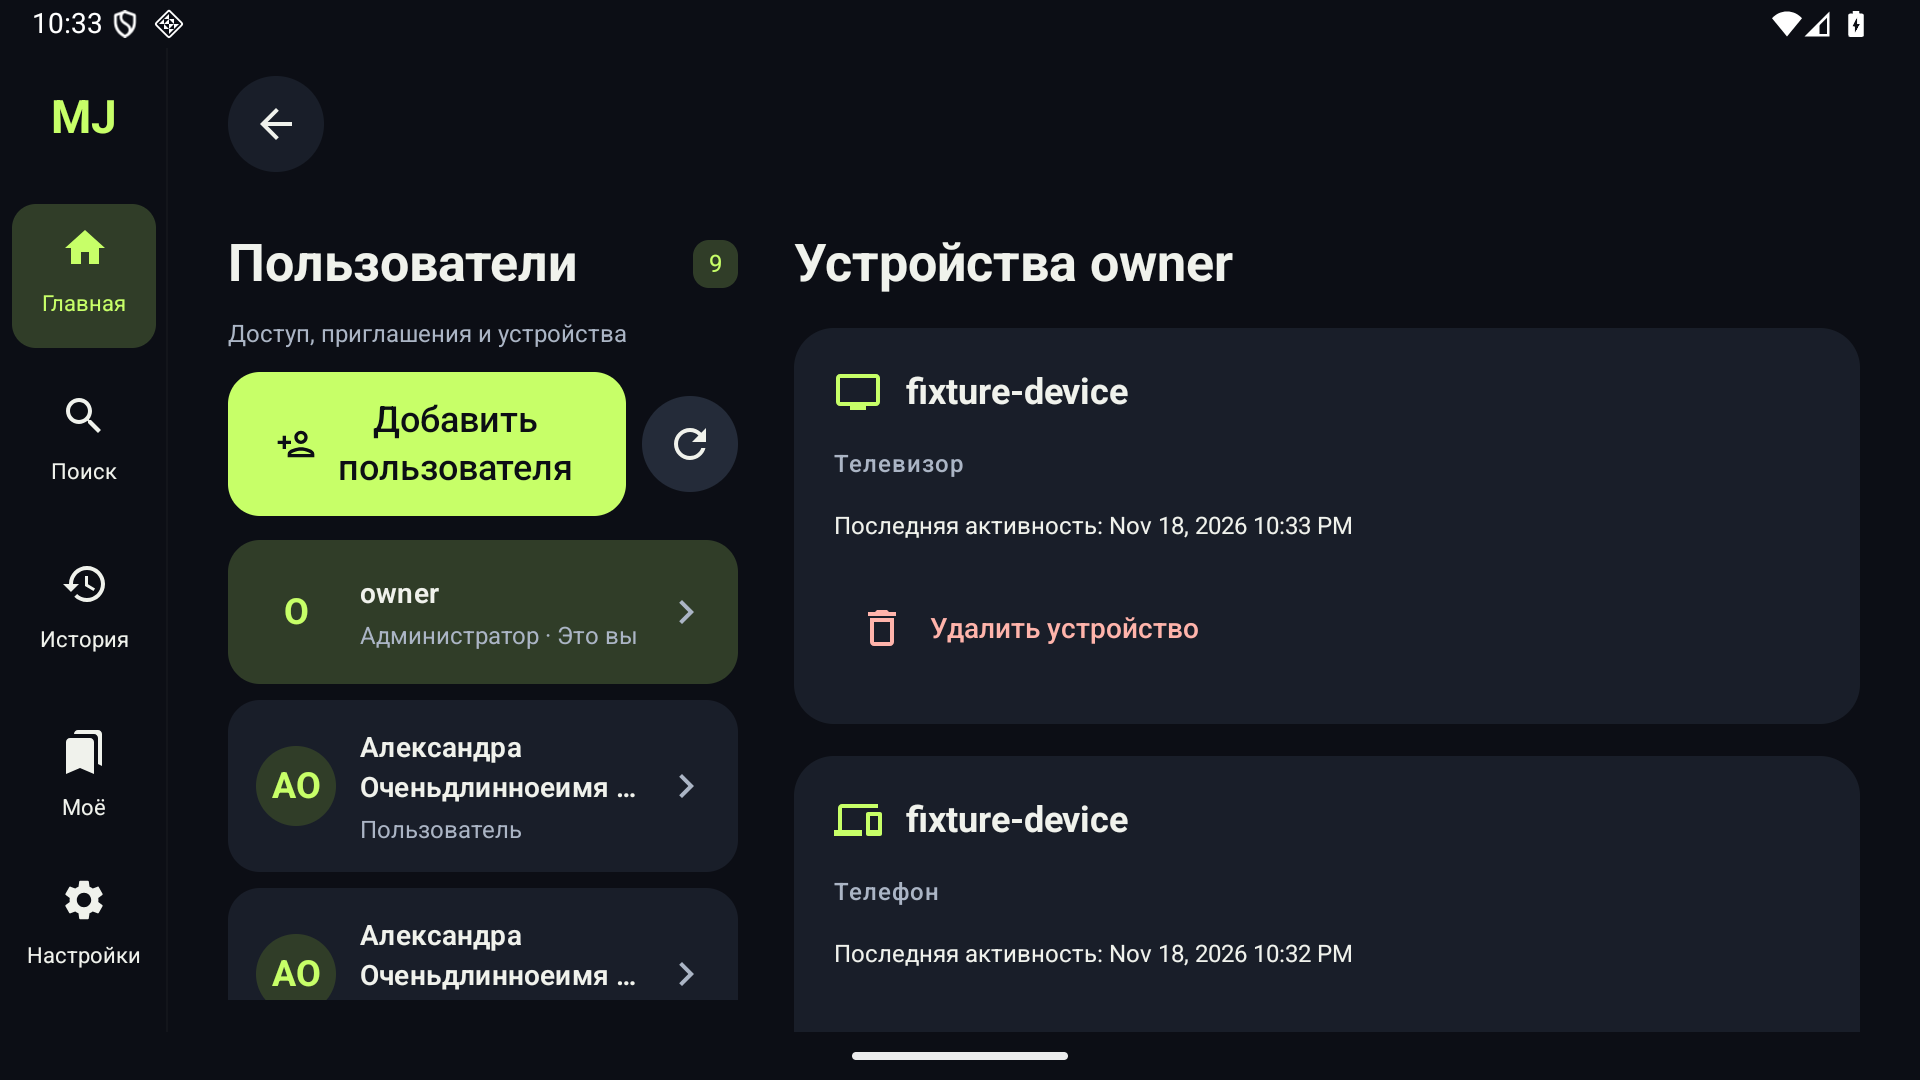 10:33
MJ
Главная
Поиск
История
Моё
Настройки
Пользователи
9
Доступ, приглашения и устройства
Добавить
пользователя
O
owner
Администратор · Это вы
АО
Александра
Оченьдлинноеимя ...
Пользователь
АО
Александра
Оченьдлинноеимя ...
Устройства owner
fixture-device
Телевизор
Последняя активность: Nov 18, 2026 10:33 PM
Удалить устройство
fixture-device
Телефон
Последняя активность: Nov 18, 2026 10:32 PM